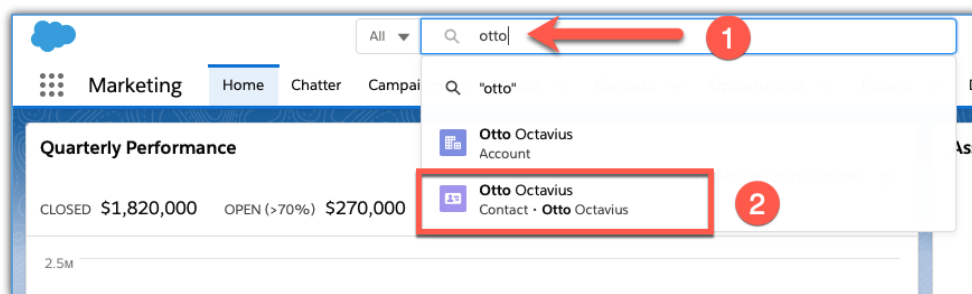 All
otto
1
Marketing
Home
Chatter
Campai
"otto"
Otto Octavius
Account
Quarterly Performance
As
Otto Octavius
Contact • Otto Octavius
2
CLOSED $1,820,000 OPEN (>70%) $270,000
2.5M